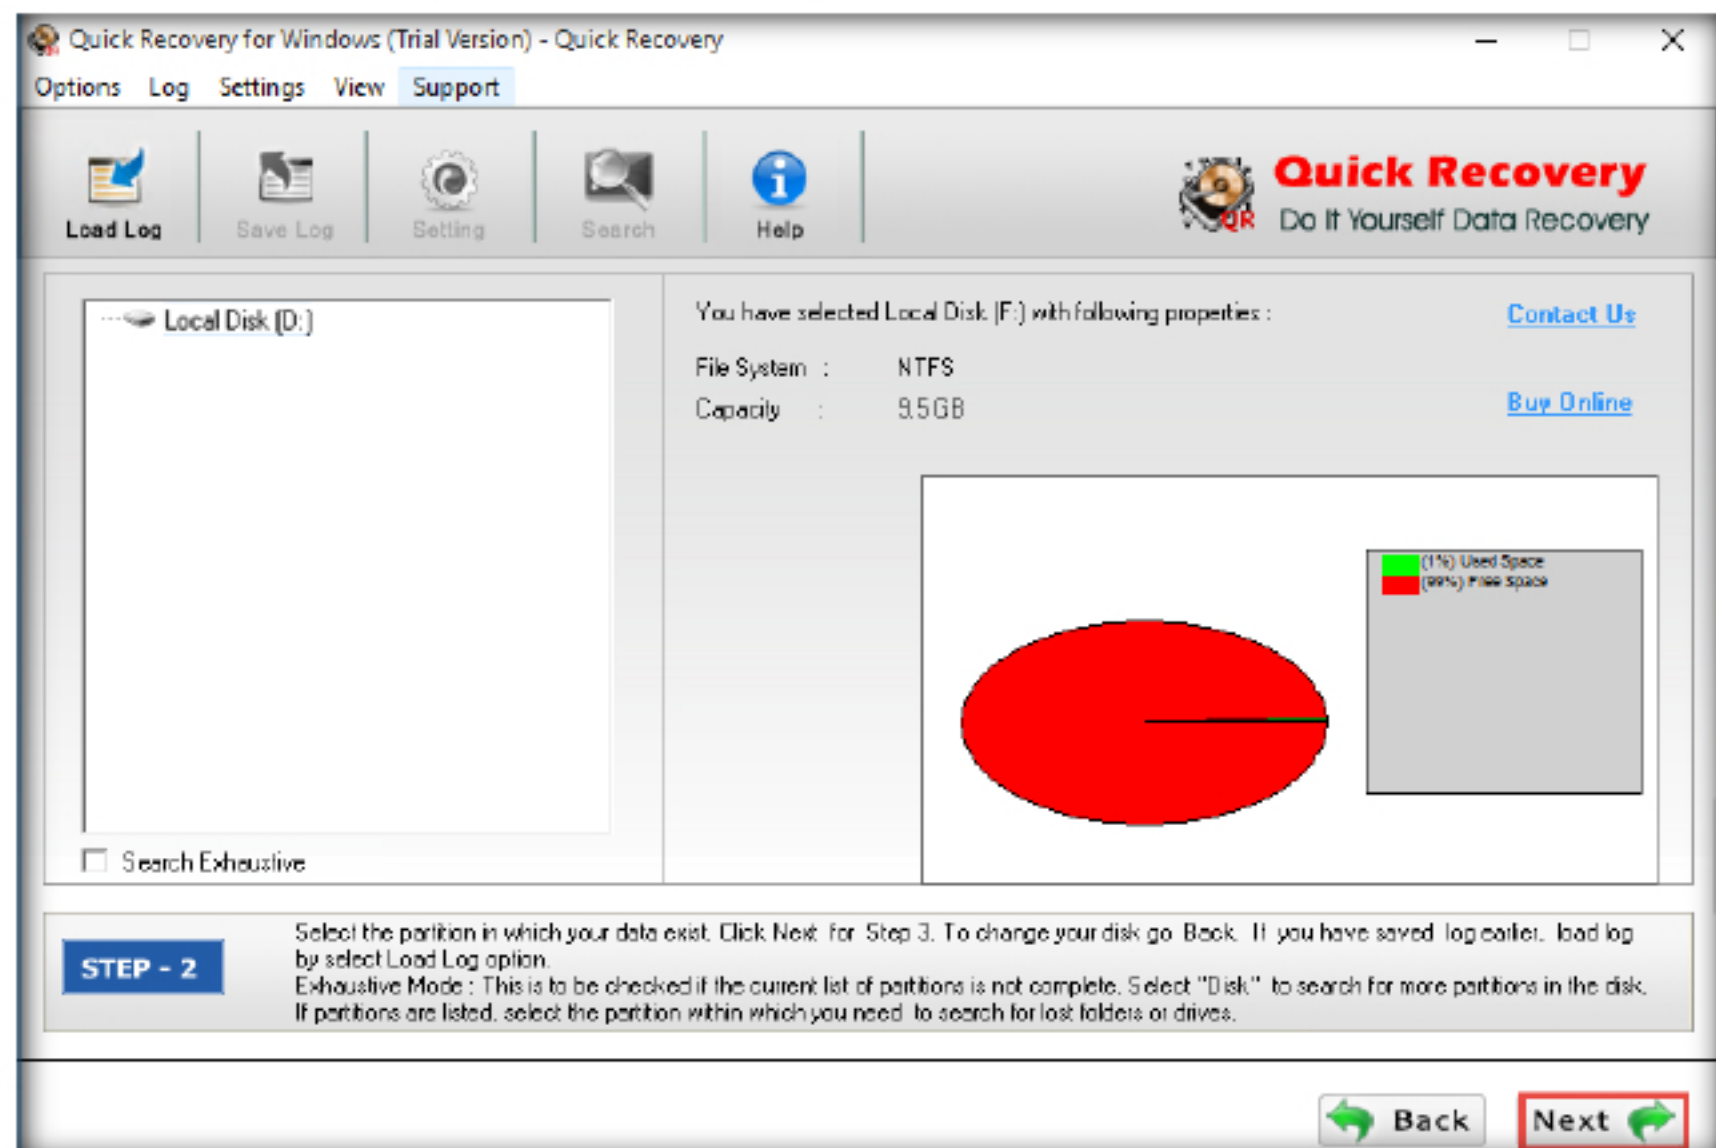 Quick Recovery for Windows (Trial Version) - Quick Recovery
Options Log Settings View Support
Load Log Save Log Setting Search Help
QR
Quick Recovery
Do It Yourself Data Recovery
Local Disk (D:)
Search Exhaustive
You have selected Local Disk (F:) with following properties :
Contact Us
File System : NTFS
Capacity : 9.5 GB
Buy Online
(1%) Used Space
(99%) Free Space
STEP - 2
Select the partition in which your data exist. Click Next for Step 3. To change your disk go Back. If you have saved log earlier, load log
by select Load Log option.
Exhaustive Mode : This is to be checked if the current list of partitions is not complete. Select "Disk" to search for more partitions in the disk.
If partitions are listed, select the partition within which you need to search for lost folders or drives.
Back Next